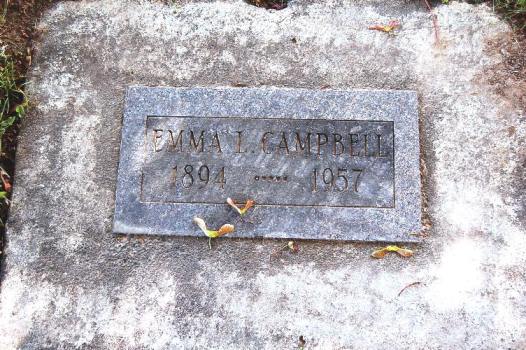 EMMA L. CAMPBELL
1894 ----- 1957